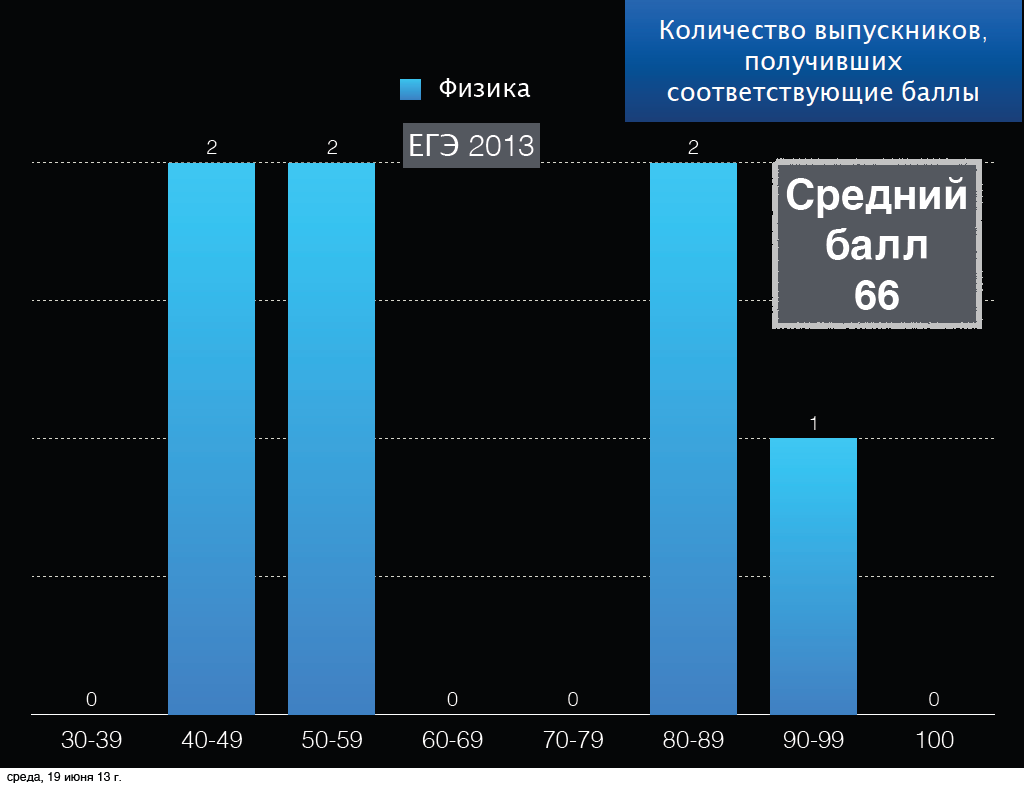 Количество выпускников,
получивших
соответствующие баллы
Физика
ЕГЭ 2013
2
2
2
Средний
балл
66
1
0
0
0
0
30-39
40-49
50-59
60-69
70-79
80-89
90-99
100
среда, 19 июня 13 г.